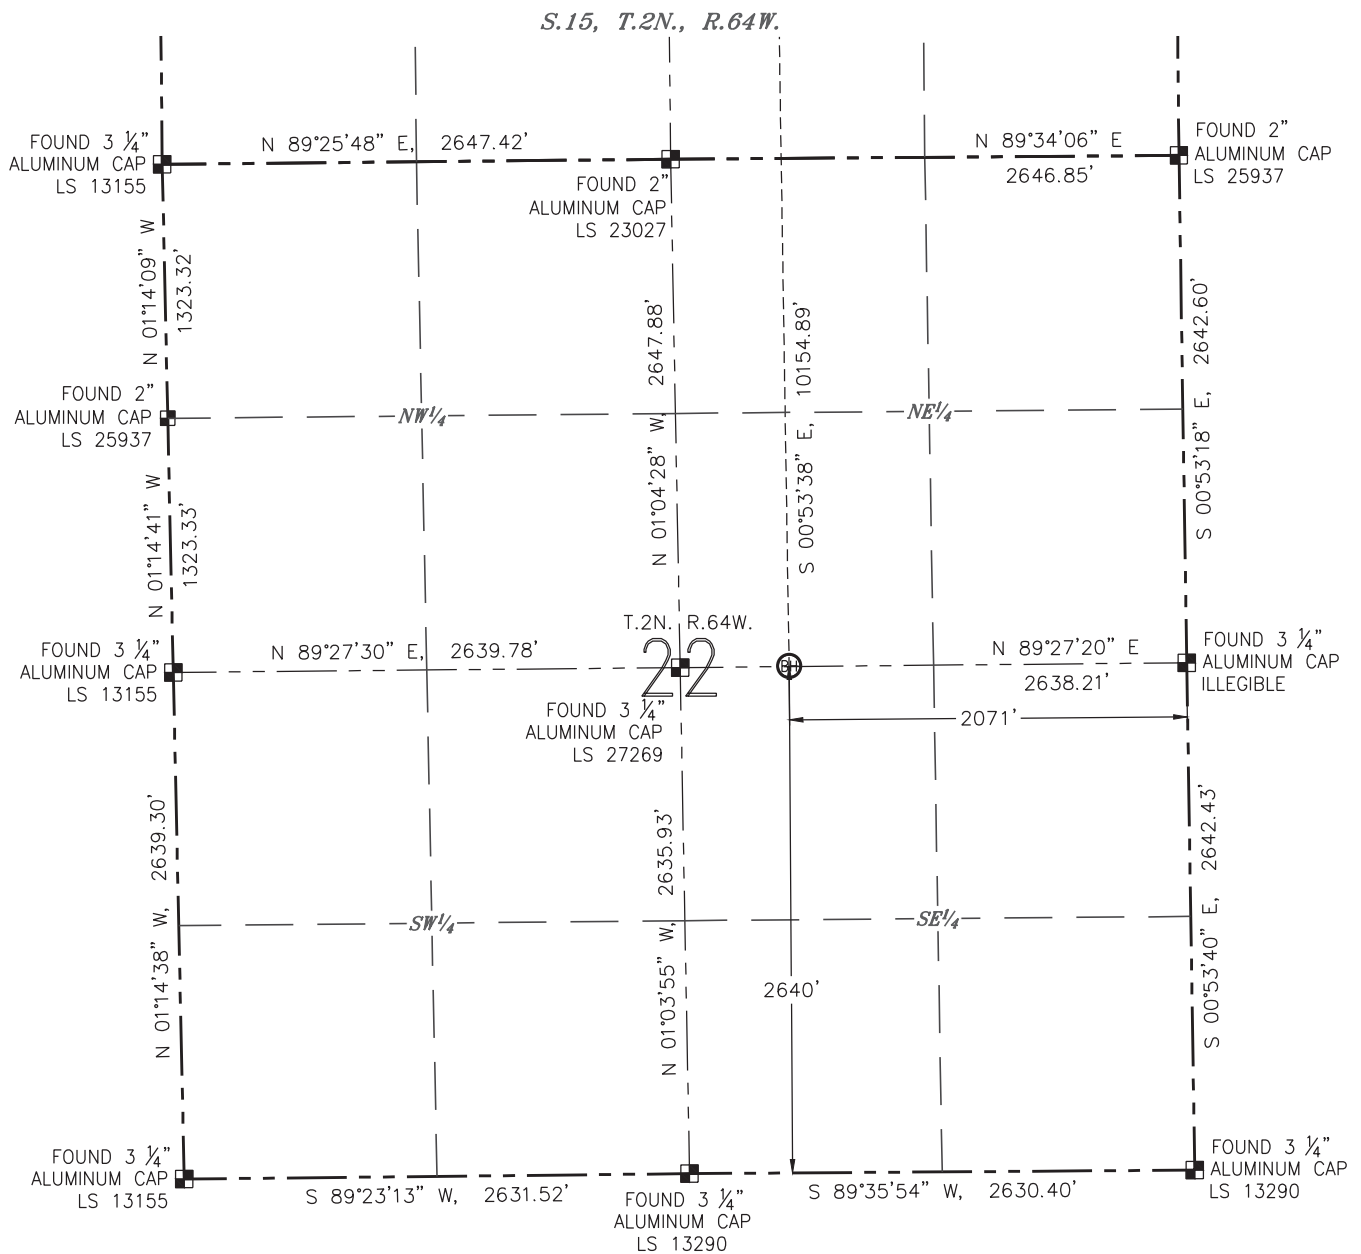 S.15, T.2N., R.64W.
FOUND 3 ¼"
ALUMINUM CAP
LS 13155
N 89°25'48" E, 2647.42'
FOUND 2"
ALUMINUM CAP
LS 23027
N 89°34'06" E
2646.85'
FOUND 2"
ALUMINUM CAP
LS 25937
N 01°14'09" W
1323.32'
N 01°04'28" W, 2647.88'
S 00°53'38" E, 10154.89'
S 00°53'18" E, 2642.60'
FOUND 2"
ALUMINUM CAP
LS 25937
NW¼
NE¼
N 01°14'41" W
1323.33'
FOUND 3 ¼"
ALUMINUM CAP
LS 13155
N 89°27'30" E, 2639.78'
T.2N. R.64W.
22
FOUND 3 ¼"
ALUMINUM CAP
LS 27269
BH
N 89°27'20" E
2638.21'
FOUND 3 ¼"
ALUMINUM CAP
ILLEGIBLE
2071'
N 01°14'38" W, 2639.30'
N 01°03'55" W, 2635.93'
2640'
S 00°53'40" E, 2642.43'
SW¼
SE¼
FOUND 3 ¼"
ALUMINUM CAP
LS 13155
S 89°23'13" W, 2631.52'
FOUND 3 ¼"
ALUMINUM CAP
LS 13290
S 89°35'54" W, 2630.40'
FOUND 3 ¼"
ALUMINUM CAP
LS 13290